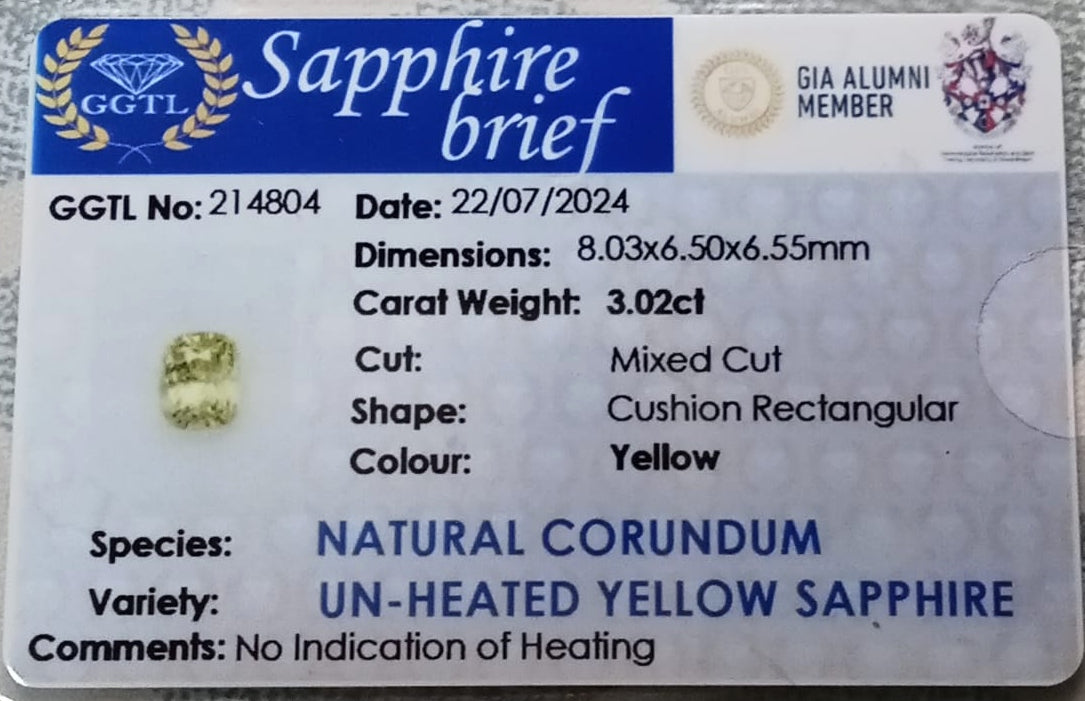 GGTL
Sapphire
brief
GIA ALUMNI
MEMBER
GGTL No: 214804 Date: 22/07/2024
Dimensions: 8.03x6.50x6.55mm
Carat Weight: 3.02ct
Cut: Mixed Cut
Shape: Cushion Rectangular
Colour: Yellow
Species: NATURAL CORUNDUM
Variety: UN-HEATED YELLOW SAPPHIRE
Comments: No Indication of Heating